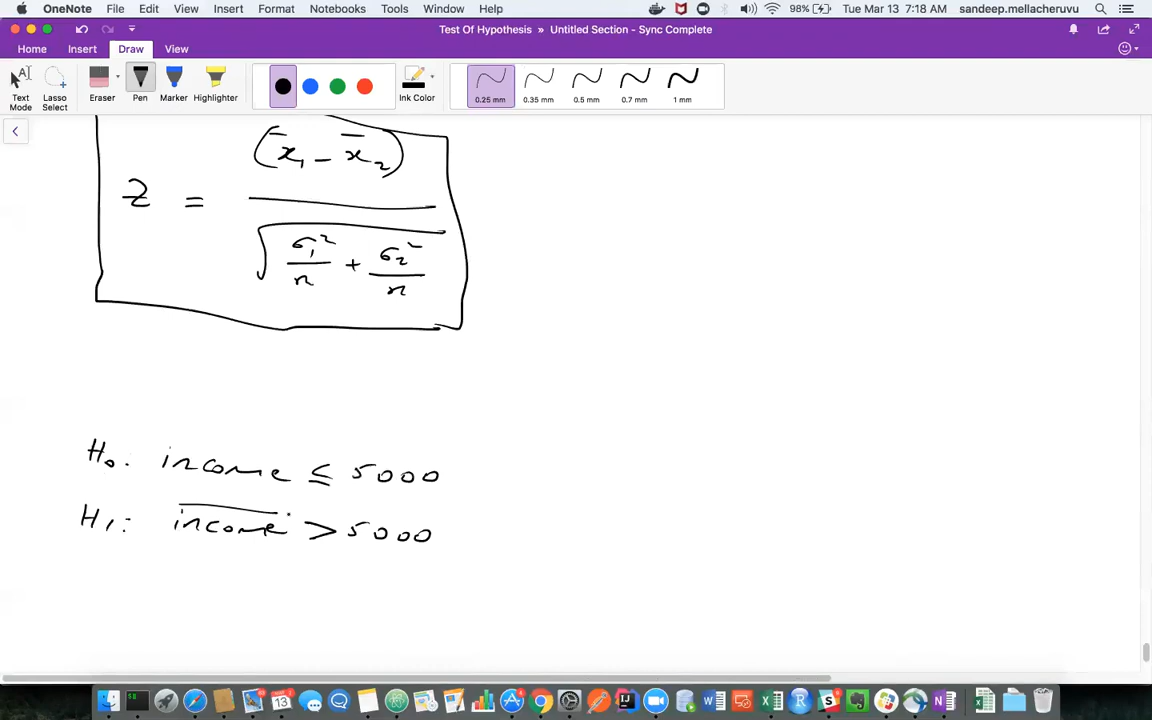 OneNote File Edit View Insert Format Notebooks Tools Window Help 98% Tue Mar 13 7:18 AM sandeep.mellacheruvu
Test Of Hypothesis » Untitled Section - Sync Complete
Home Insert Draw View
Text Mode Lasso Select Eraser Pen Marker Highlighter Ink Color 0.25 mm 0.35 mm 0.5 mm 0.7 mm 1 mm
(x̄₁ - x̄₂)
Z =
√ σ₁²/n + σ₂²/n
H₀: income ≤ 5000
H₁: income > 5000